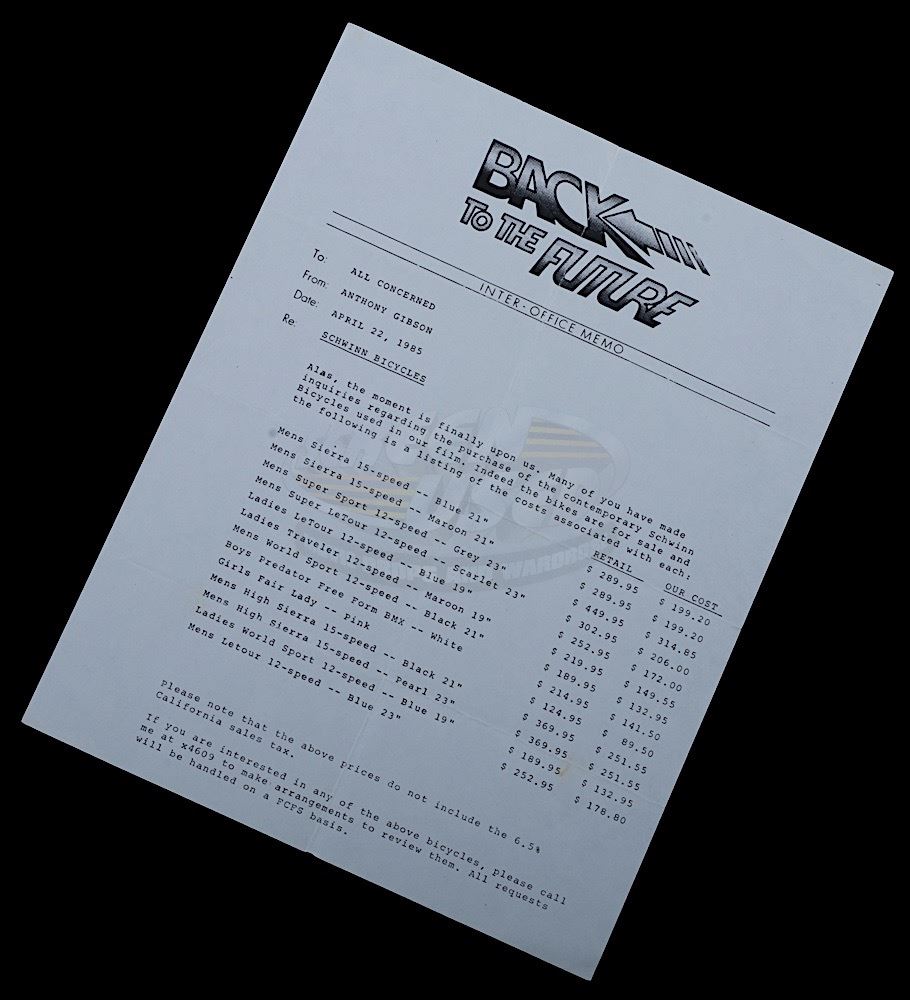 BACK
TO THE FUTURE
INTER-OFFICE MEMO
To: ALL CONCERNED
From: ANTHONY GIBSON
Date: APRIL 22, 1985
Re: SCHWINN BICYCLES
Alas, the moment is finally upon us. Many of you have made
inquiries regarding the purchase of the contemporary Schwinn
Bicycles used in our film. Indeed the bikes are for sale and
the following is a listing of the costs associated with each:
RETAIL OUR COST
Mens Sierra 15-speed -- Blue 21" $ 289.95 $ 199.20
Mens Sierra 15-speed -- Maroon 21" $ 289.95 $ 199.20
Mens Super Sport 12-speed -- Grey 23" $ 449.95 $ 314.85
Mens Super LeTour 12-speed -- Scarlet 23" $ 302.95 $ 206.00
Ladies LeTour 12-speed -- Blue 19" $ 252.95 $ 172.00
Ladies Traveler 12-speed -- Maroon 19" $ 219.95 $ 149.55
Mens World Sport 12-speed -- Black 21" $ 189.95 $ 132.95
Boys Predator Free Form BMX -- White $ 214.95 $ 141.50
Girls Fair Lady -- Pink $ 124.95 $ 89.50
Mens High Sierra 15-speed -- Black 21" $ 369.95 $ 251.55
Mens High Sierra 15-speed -- Pearl 23" $ 369.95 $ 251.55
Ladies World Sport 12-speed -- Blue 19" $ 189.95 $ 132.95
Mens Letour 12-speed -- Blue 23" $ 252.95 $ 178.80
Please note that the above prices do not include the 6.5%
California sales tax.
If you are interested in any of the above bicycles, please call
me at x4609 to make arrangements to review them. All requests
will be handled on a FCFS basis.